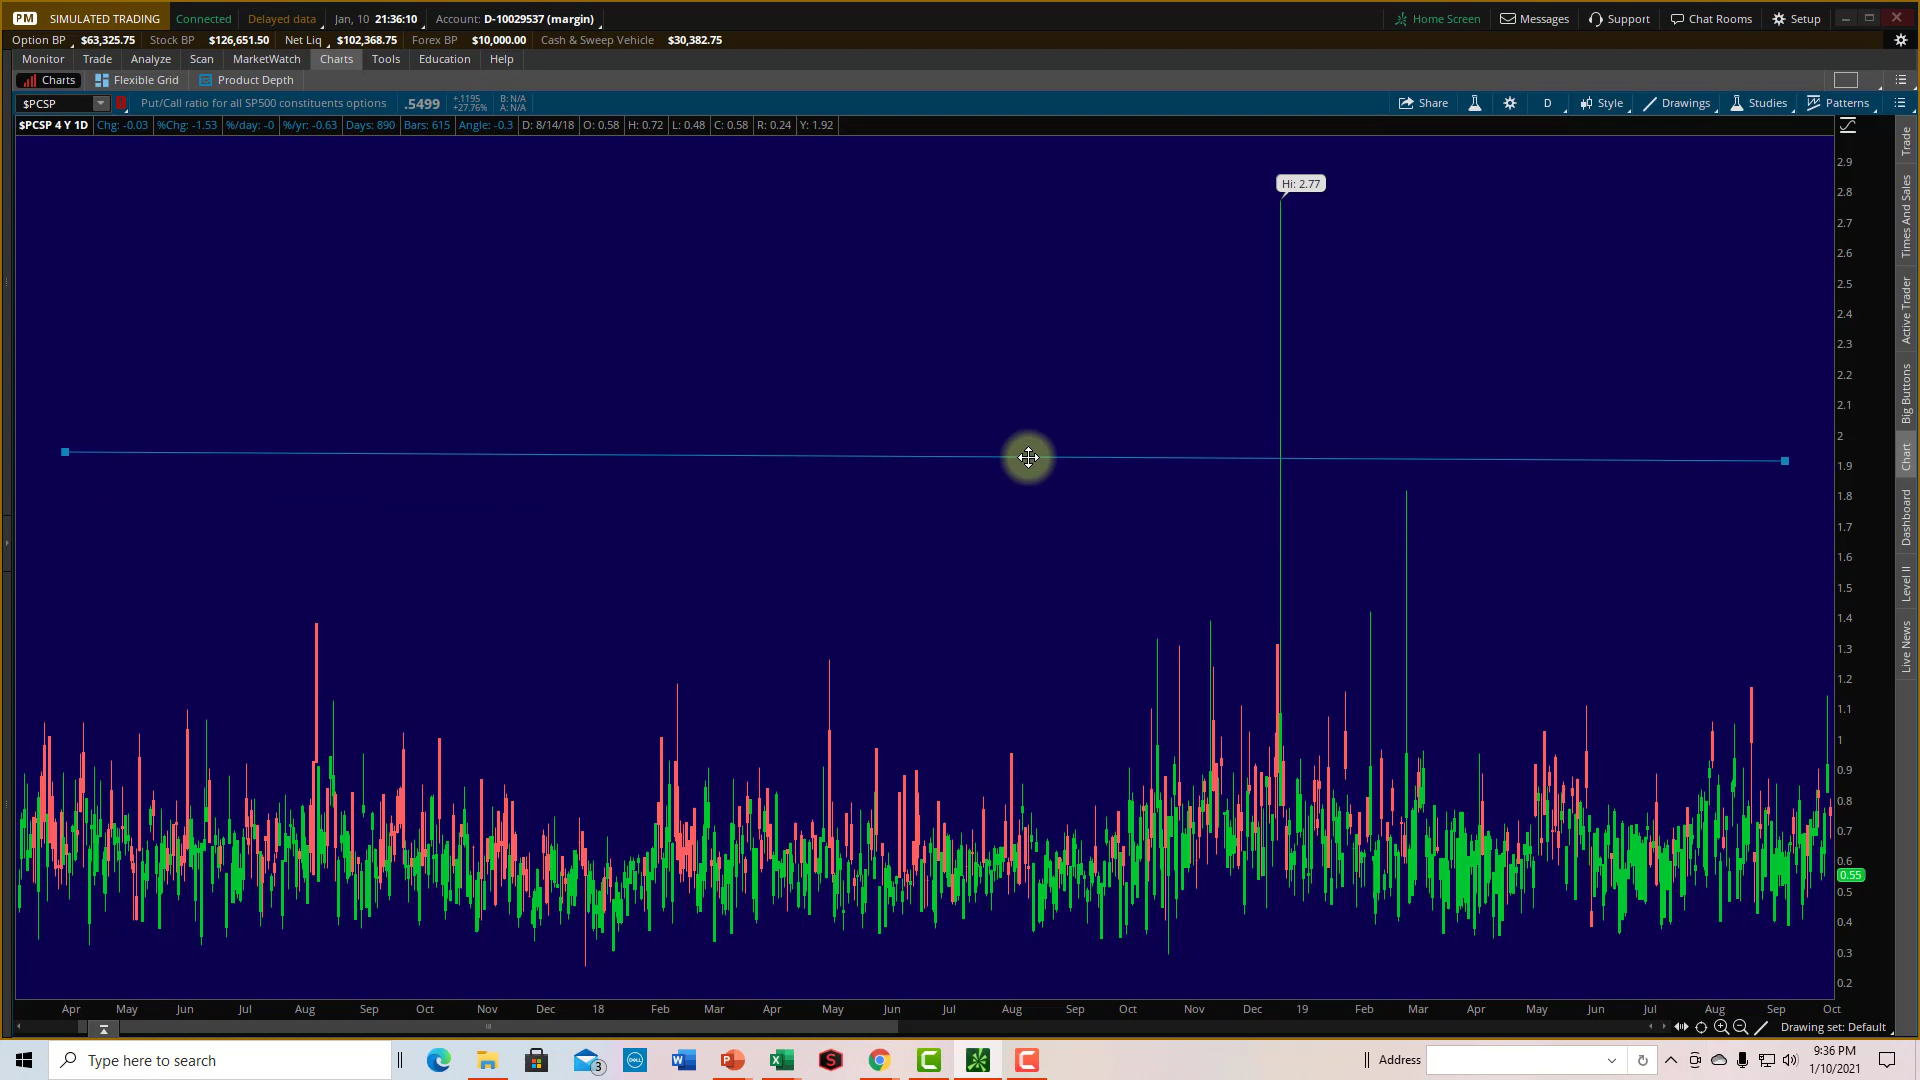 PM SIMULATED TRADING Connected Delayed data Jan, 10 21:36:10 Account: D-10029537 (margin) Home Screen Messages Support Chat Rooms Setup
Option BP $63,325.75 Stock BP $126,651.50 Net Liq $102,368.75 Forex BP $10,000.00 Cash & Sweep Vehicle $30,382.75
Monitor Trade Analyze Scan MarketWatch Charts Tools Education Help
Charts Flexible Grid Product Depth
$PCSP Put/Call ratio for all SP500 constituents options .5499 +.1195 +27.76% B: N/A A: N/A Share D Style Drawings Studies Patterns
$PCSP 4 Y 1D Chg: -0.03 %Chg: -1.53 %/day: -0 %/yr: -0.63 Days: 890 Bars: 615 Angle: -0.3 D: 8/14/18 O: 0.58 H: 0.72 L: 0.48 C: 0.58 R: 0.24 Y: 1.92
Hi: 2.77
2.9
2.8
2.7
2.6
2.5
2.4
2.3
2.2
2.1
2
1.9
1.8
1.7
1.6
1.5
1.4
1.3
1.2
1.1
1
0.9
0.8
0.7
0.6
0.55
0.5
0.4
0.3
0.2
Trade
Times And Sales
Active Trader
Big Buttons
Chart
Dashboard
Level II
Live News
Apr May Jun Jul Aug Sep Oct Nov Dec 18 Feb Mar Apr May Jun Jul Aug Sep Oct Nov Dec 19 Feb Mar Apr May Jun Jul Aug Sep Oct
Drawing set: Default
Type here to search 3 DELL Address 9:36 PM
1/10/2021